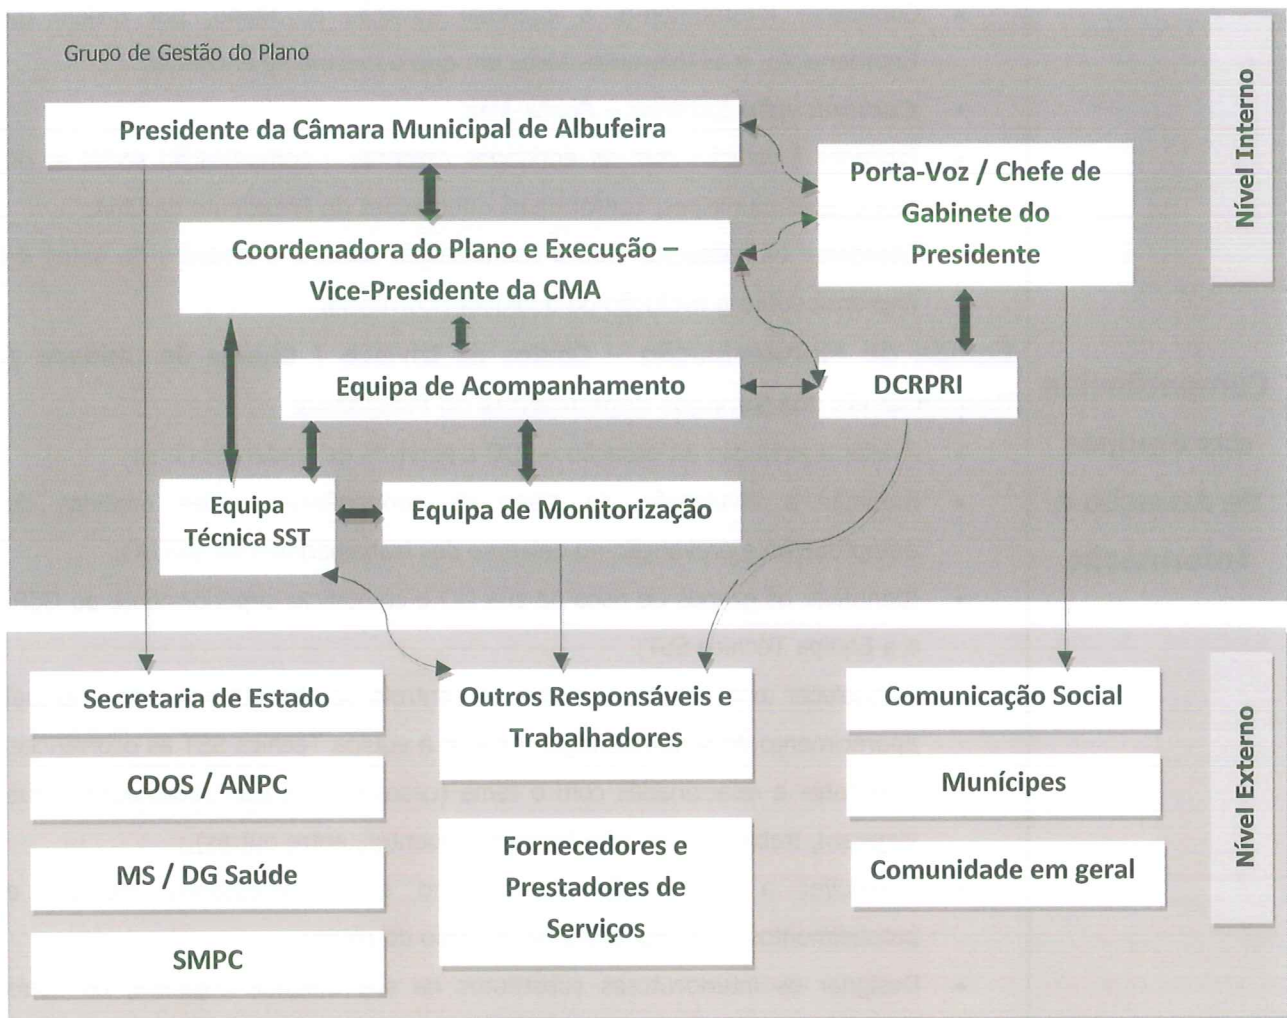 Grupo de Gestão do Plano
Presidente da Câmara Municipal de Albufeira
Porta-Voz / Chefe de
Gabinete do
Presidente
Nível Interno
Coordenadora do Plano e Execução –
Vice-Presidente da CMA
Equipa de Acompanhamento
DCRPRI
Equipa
Técnica SST
Equipa de Monitorização
Secretaria de Estado
CDOS / ANPC
MS / DG Saúde
SMPC
Outros Responsáveis e
Trabalhadores
Fornecedores e
Prestadores de
Serviços
Comunicação Social
Munícipes
Comunidade em geral
Nível Externo